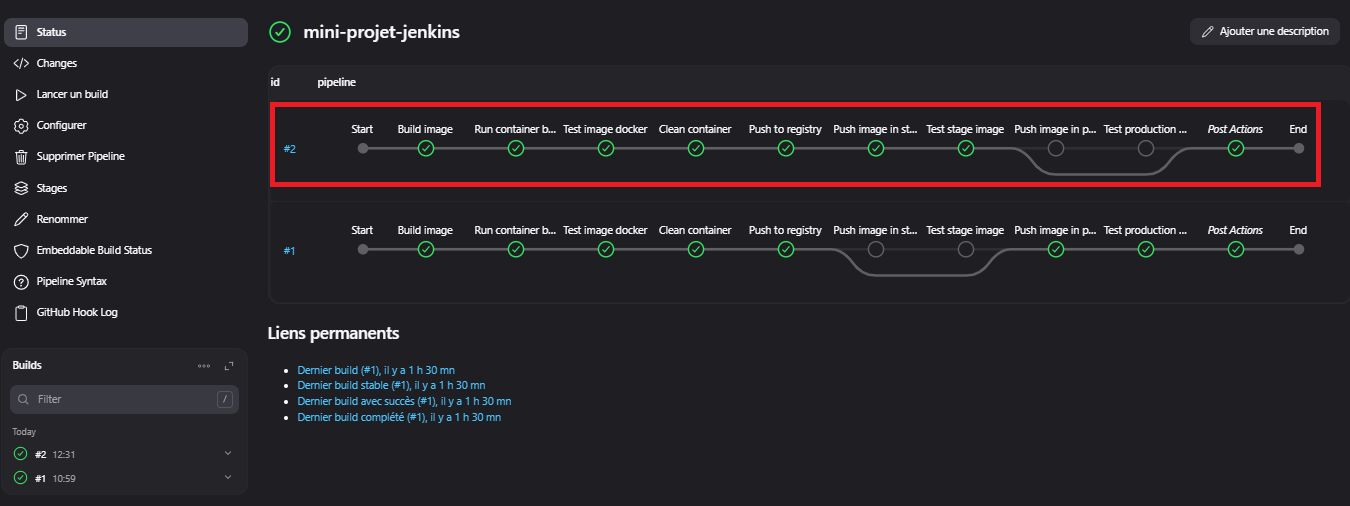 Status
Changes
Lancer un build
Configurer
Supprimer Pipeline
Stages
Renommer
Embeddable Build Status
Pipeline Syntax
GitHub Hook Log
Builds
Filter /
Today
#2 12:31
#1 10:59
mini-projet-jenkins
Ajouter une description
id pipeline
Start Build image Run container b... Test image docker Clean container Push to registry Push image in st... Test stage image Push image in p... Test production ... Post Actions End
#2
Start Build image Run container b... Test image docker Clean container Push to registry Push image in st... Test stage image Push image in p... Test production ... Post Actions End
#1
Liens permanents
Dernier build (#1), il y a 1 h 30 mn
Dernier build stable (#1), il y a 1 h 30 mn
Dernier build avec succès (#1), il y a 1 h 30 mn
Dernier build complété (#1), il y a 1 h 30 mn